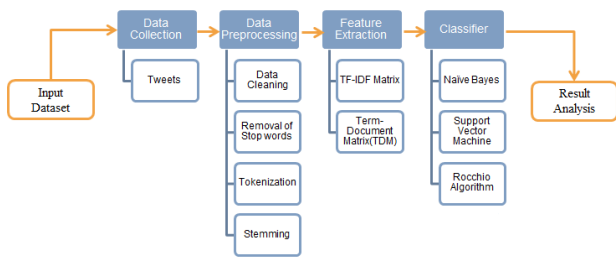 Input
Dataset
Data
Collection
Tweets
Data
Preprocessing
Data
Cleaning
Removal of
Stop words
Tokenization
Stemming
Feature
Extraction
TF-IDF Matrix
Term-
Document
Matrix(TDM)
Classifier
Naïve Bayes
Support
Vector
Machine
Rocchio
Algorithm
Result
Analysis